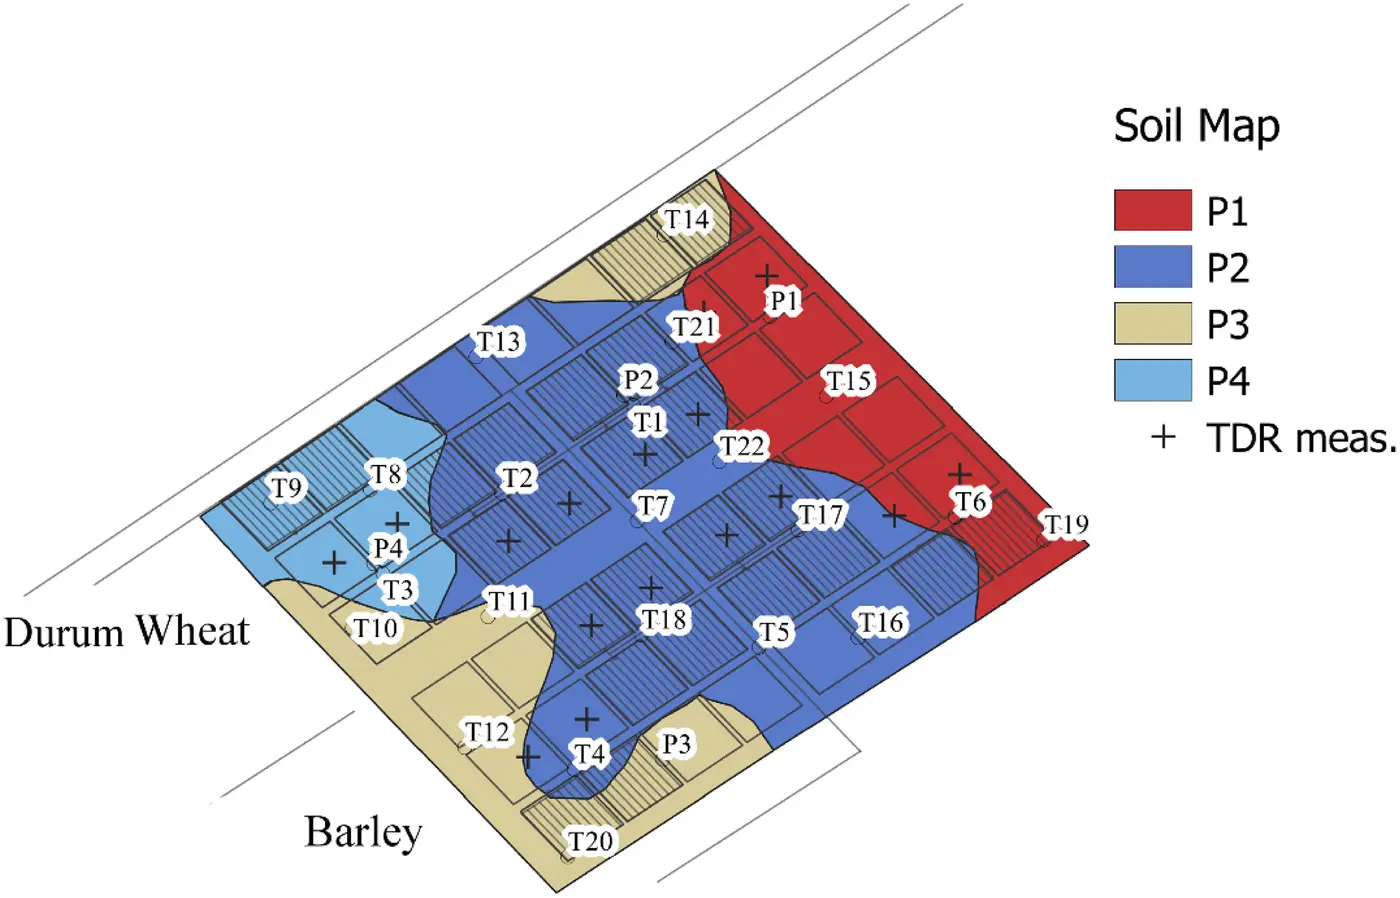 Soil Map
P1
P2
P3
P4
TDR meas.
T14
P1
T21
T13
T15
P2
T1
T22
T8
T9
T2
T7
T17
T6
T19
P4
T3
T11
T10
T18
T5
T16
Durum Wheat
T12
T4
P3
Barley
T20